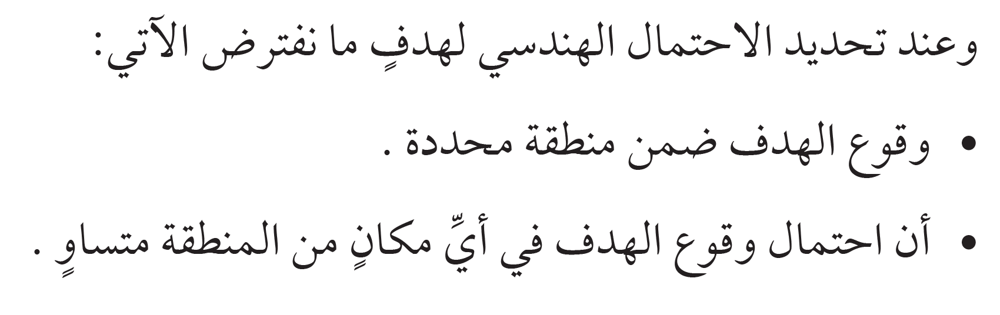 وعند تحديد الاحتمال الهندسي لهدفٍ ما نفترض الآتي:
• وقوع الهدف ضمن منطقة محددة .
• أن احتمال وقوع الهدف في أيِّ مكانٍ من المنطقة متساوٍ .